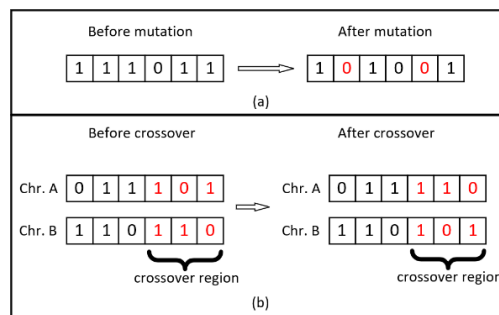 Before mutation After mutation
1 1 1 0 1 1 1 0 1 0 0 1
(a)
Before crossover After crossover
Chr. A 0 1 1 1 0 1 Chr. A 0 1 1 1 1 0
Chr. B 1 1 0 1 1 0 Chr. B 1 1 0 1 0 1
crossover region crossover region
(b)